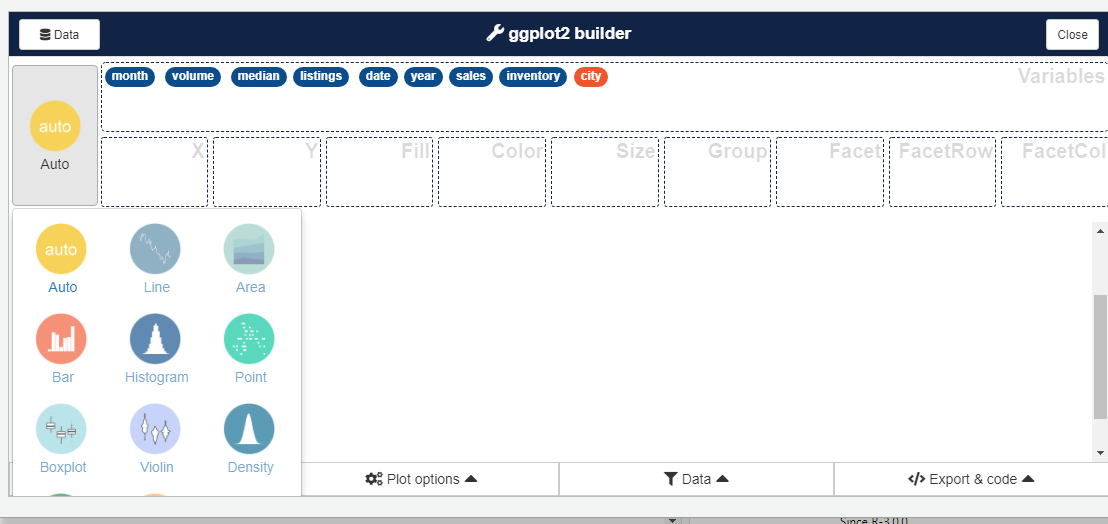 Data
ggplot2 builder
Close
month volume median listings date year sales inventory city
Variables
auto
Auto
X
Y
Fill
Color
Size
Group
Facet
FacetRow
FacetCol
auto
Auto
Line
Area
Bar
Histogram
Point
Boxplot
Violin
Density
Plot options
Data
</> Export & code
Since R-3.0.0